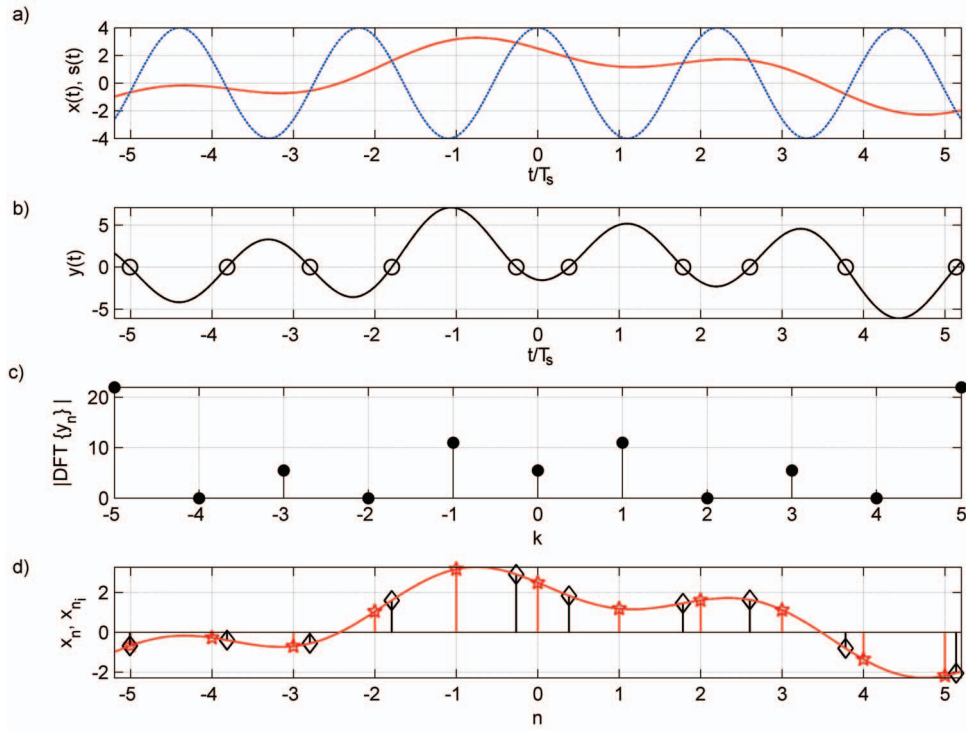 a)
x(t), s(t)
4
2
0
-2
-4
-5 -4 -3 -2 -1 0 1 2 3 4 5
t/Ts
b)
y(t)
5
0
-5
-5 -4 -3 -2 -1 0 1 2 3 4 5
t/Ts
c)
|DFT {yn} |
20
10
0
-5 -4 -3 -2 -1 0 1 2 3 4 5
k
d)
xn, xni
2
0
-2
-5 -4 -3 -2 -1 0 1 2 3 4 5
n